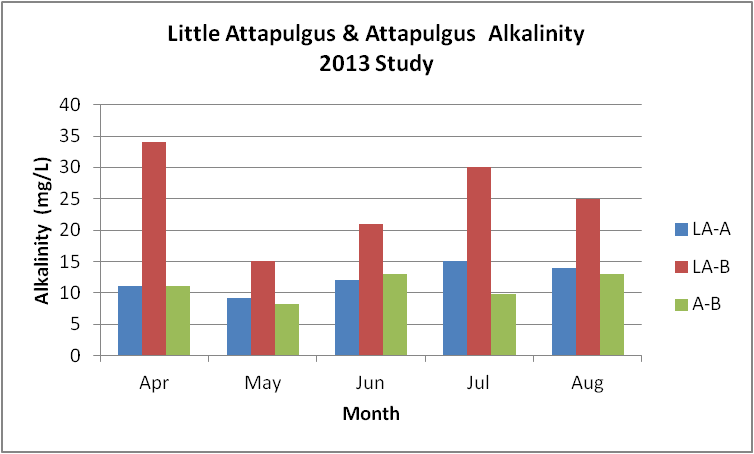 Little Attapulgus & Attapulgus Alkalinity
2013 Study
Alkalinity (mg/L)
40
35
30
25
20
15
10
5
0
Apr May Jun Jul Aug
Month
LA-A
LA-B
A-B